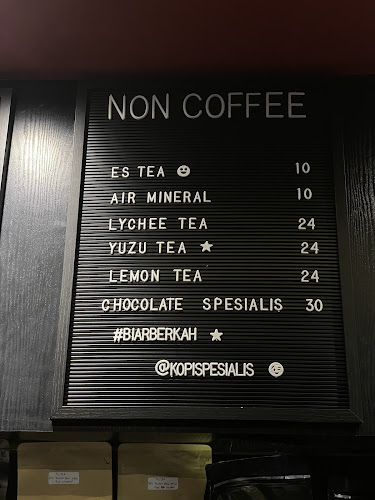 NON COFFEE
ES TEA 10
AIR MINERAL 10
LYCHEE TEA 24
YUZU TEA ★ 24
LEMON TEA 24
CHOCOLATE SPESIALIS 30
#BIARBERKAH ★
@KOPISPESIALIS